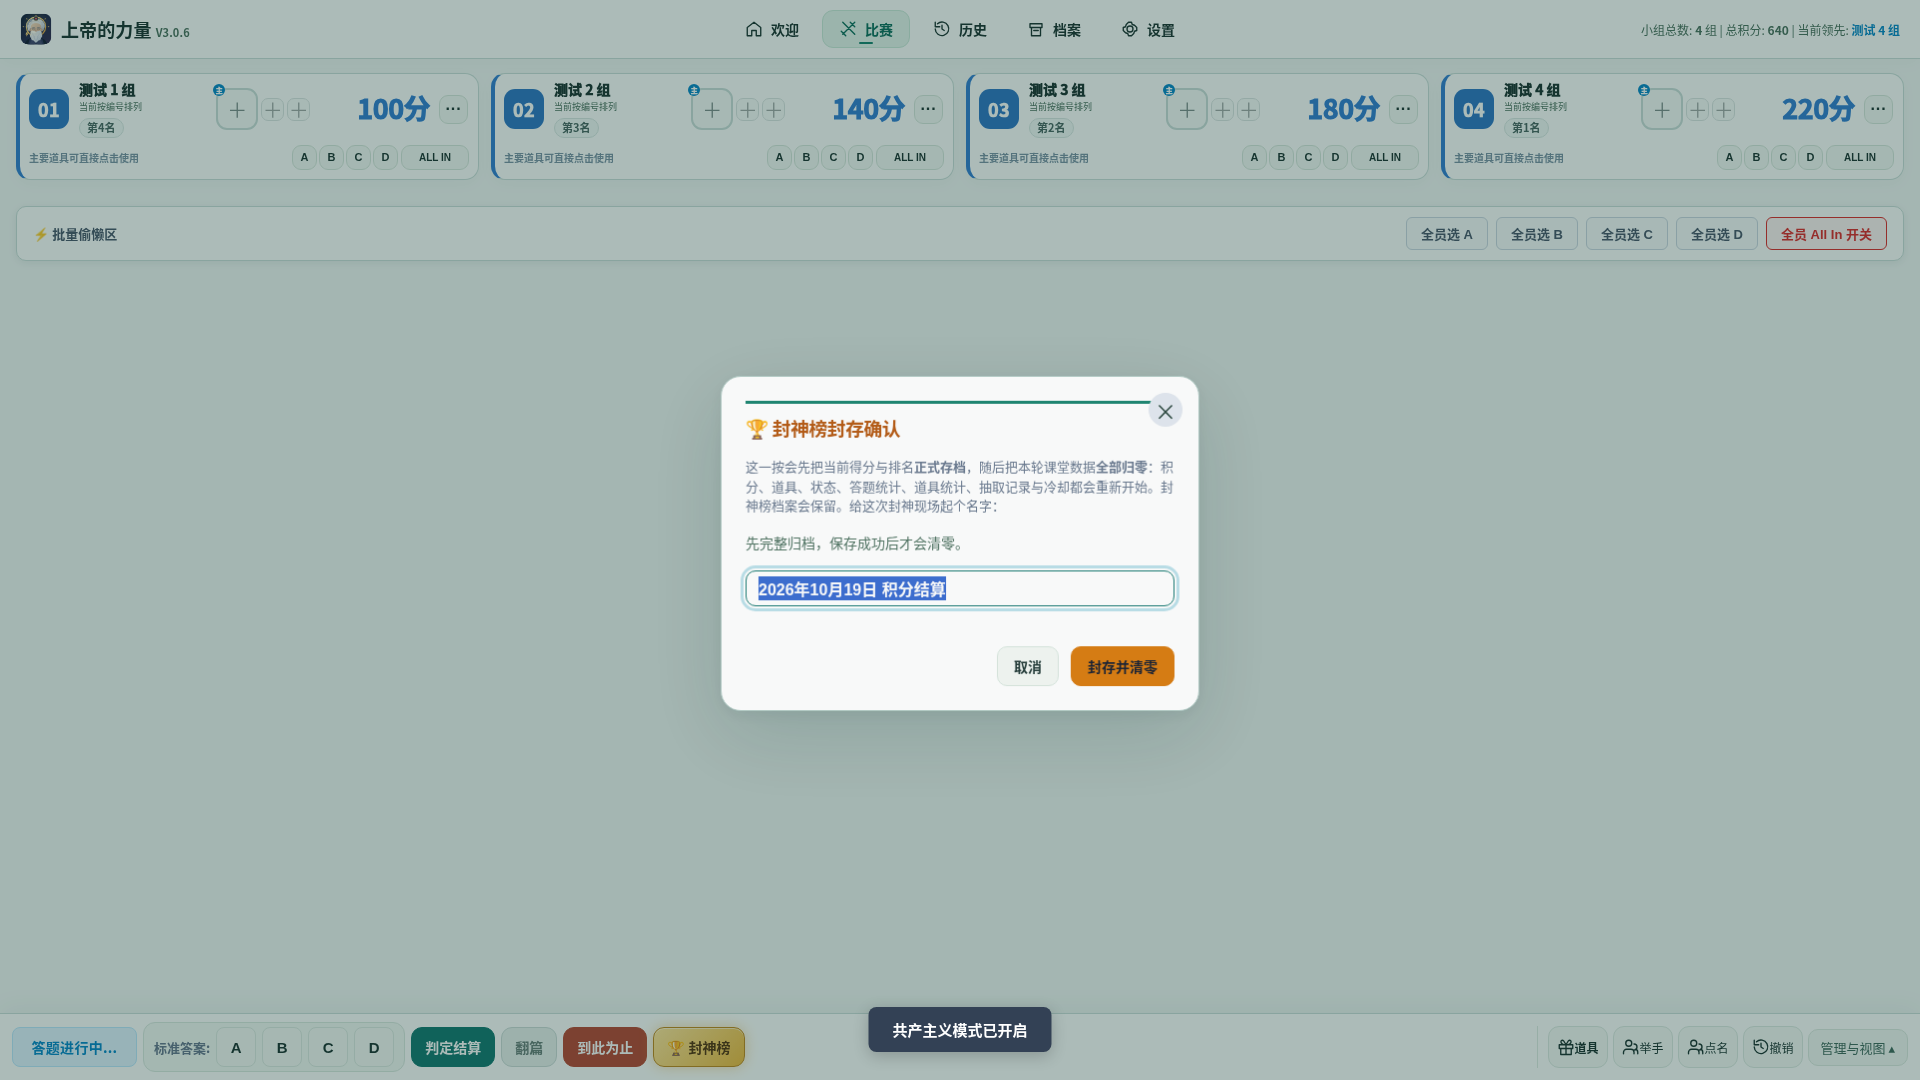 上帝的力量 V3.0.6
欢迎
比赛
历史
档案
设置
小组总数: 4 组 | 总积分: 640 | 当前领先: 测试 4 组
01
测试 1 组
当前按编号排列
第4名
主
100分
主要道具可直接点击使用
A B C D ALL IN
02
测试 2 组
当前按编号排列
第3名
主
140分
主要道具可直接点击使用
A B C D ALL IN
03
测试 3 组
当前按编号排列
第2名
主
180分
主要道具可直接点击使用
A B C D ALL IN
04
测试 4 组
当前按编号排列
第1名
主
220分
主要道具可直接点击使用
A B C D ALL IN
⚡ 批量偷懒区
全员选 A
全员选 B
全员选 C
全员选 D
全员 All In 开关
🏆 封神榜封存确认
这一按会先把当前得分与排名正式存档，随后把本轮课堂数据全部归零：积
分、道具、状态、答题统计、道具统计、抽取记录与冷却都会重新开始。封
神榜档案会保留。给这次封神现场起个名字：
先完整归档，保存成功后才会清零。
2026年10月19日 积分结算
取消
封存并清零
共产主义模式已开启
答题进行中...
标准答案: A B C D
判定结算
翻篇
到此为止
🏆 封神榜
道具
举手
点名
撤销
管理与视图 ▴